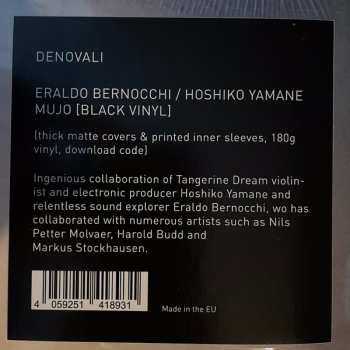 DENOVALI
ERALDO BERNOCCHI / HOSHIKO YAMANE
MUJO [BLACK VINYL]
(thick matte covers & printed inner sleeves, 180g
vinyl, download code)
Ingenious collaboration of Tangerine Dream violin-
ist and electronic producer Hoshiko Yamane and
relentless sound explorer Eraldo Bernocchi, wo has
collaborated with numerous artists such as Nils
Petter Molvaer, Harold Budd and
Markus Stockhausen.
4 059251 418931
Made in the EU